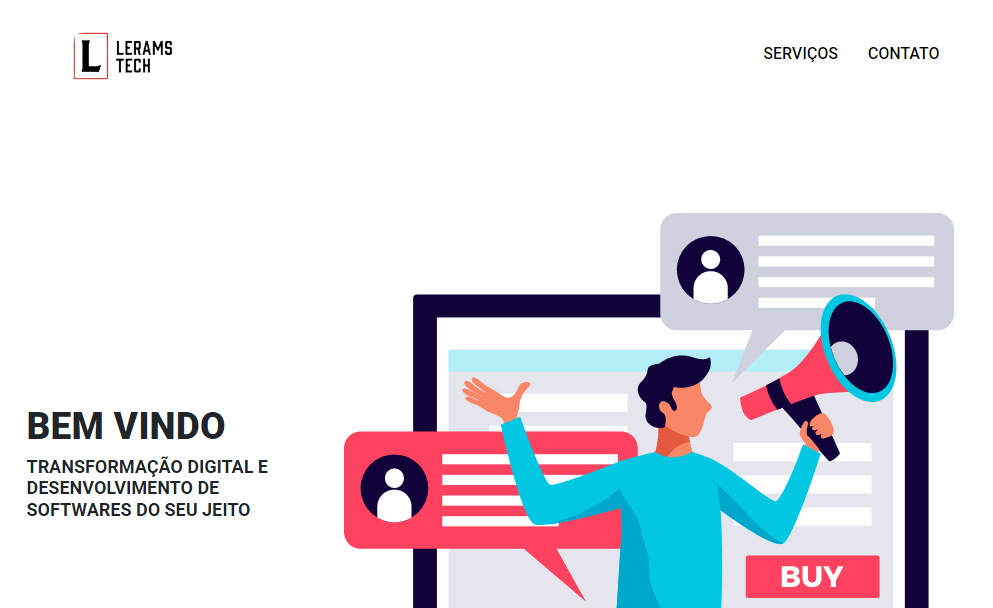 L
LERAMS
TECH
SERVIÇOS
CONTATO
BEM VINDO
TRANSFORMAÇÃO DIGITAL E
DESENVOLVIMENTO DE
SOFTWARES DO SEU JEITO
BUY